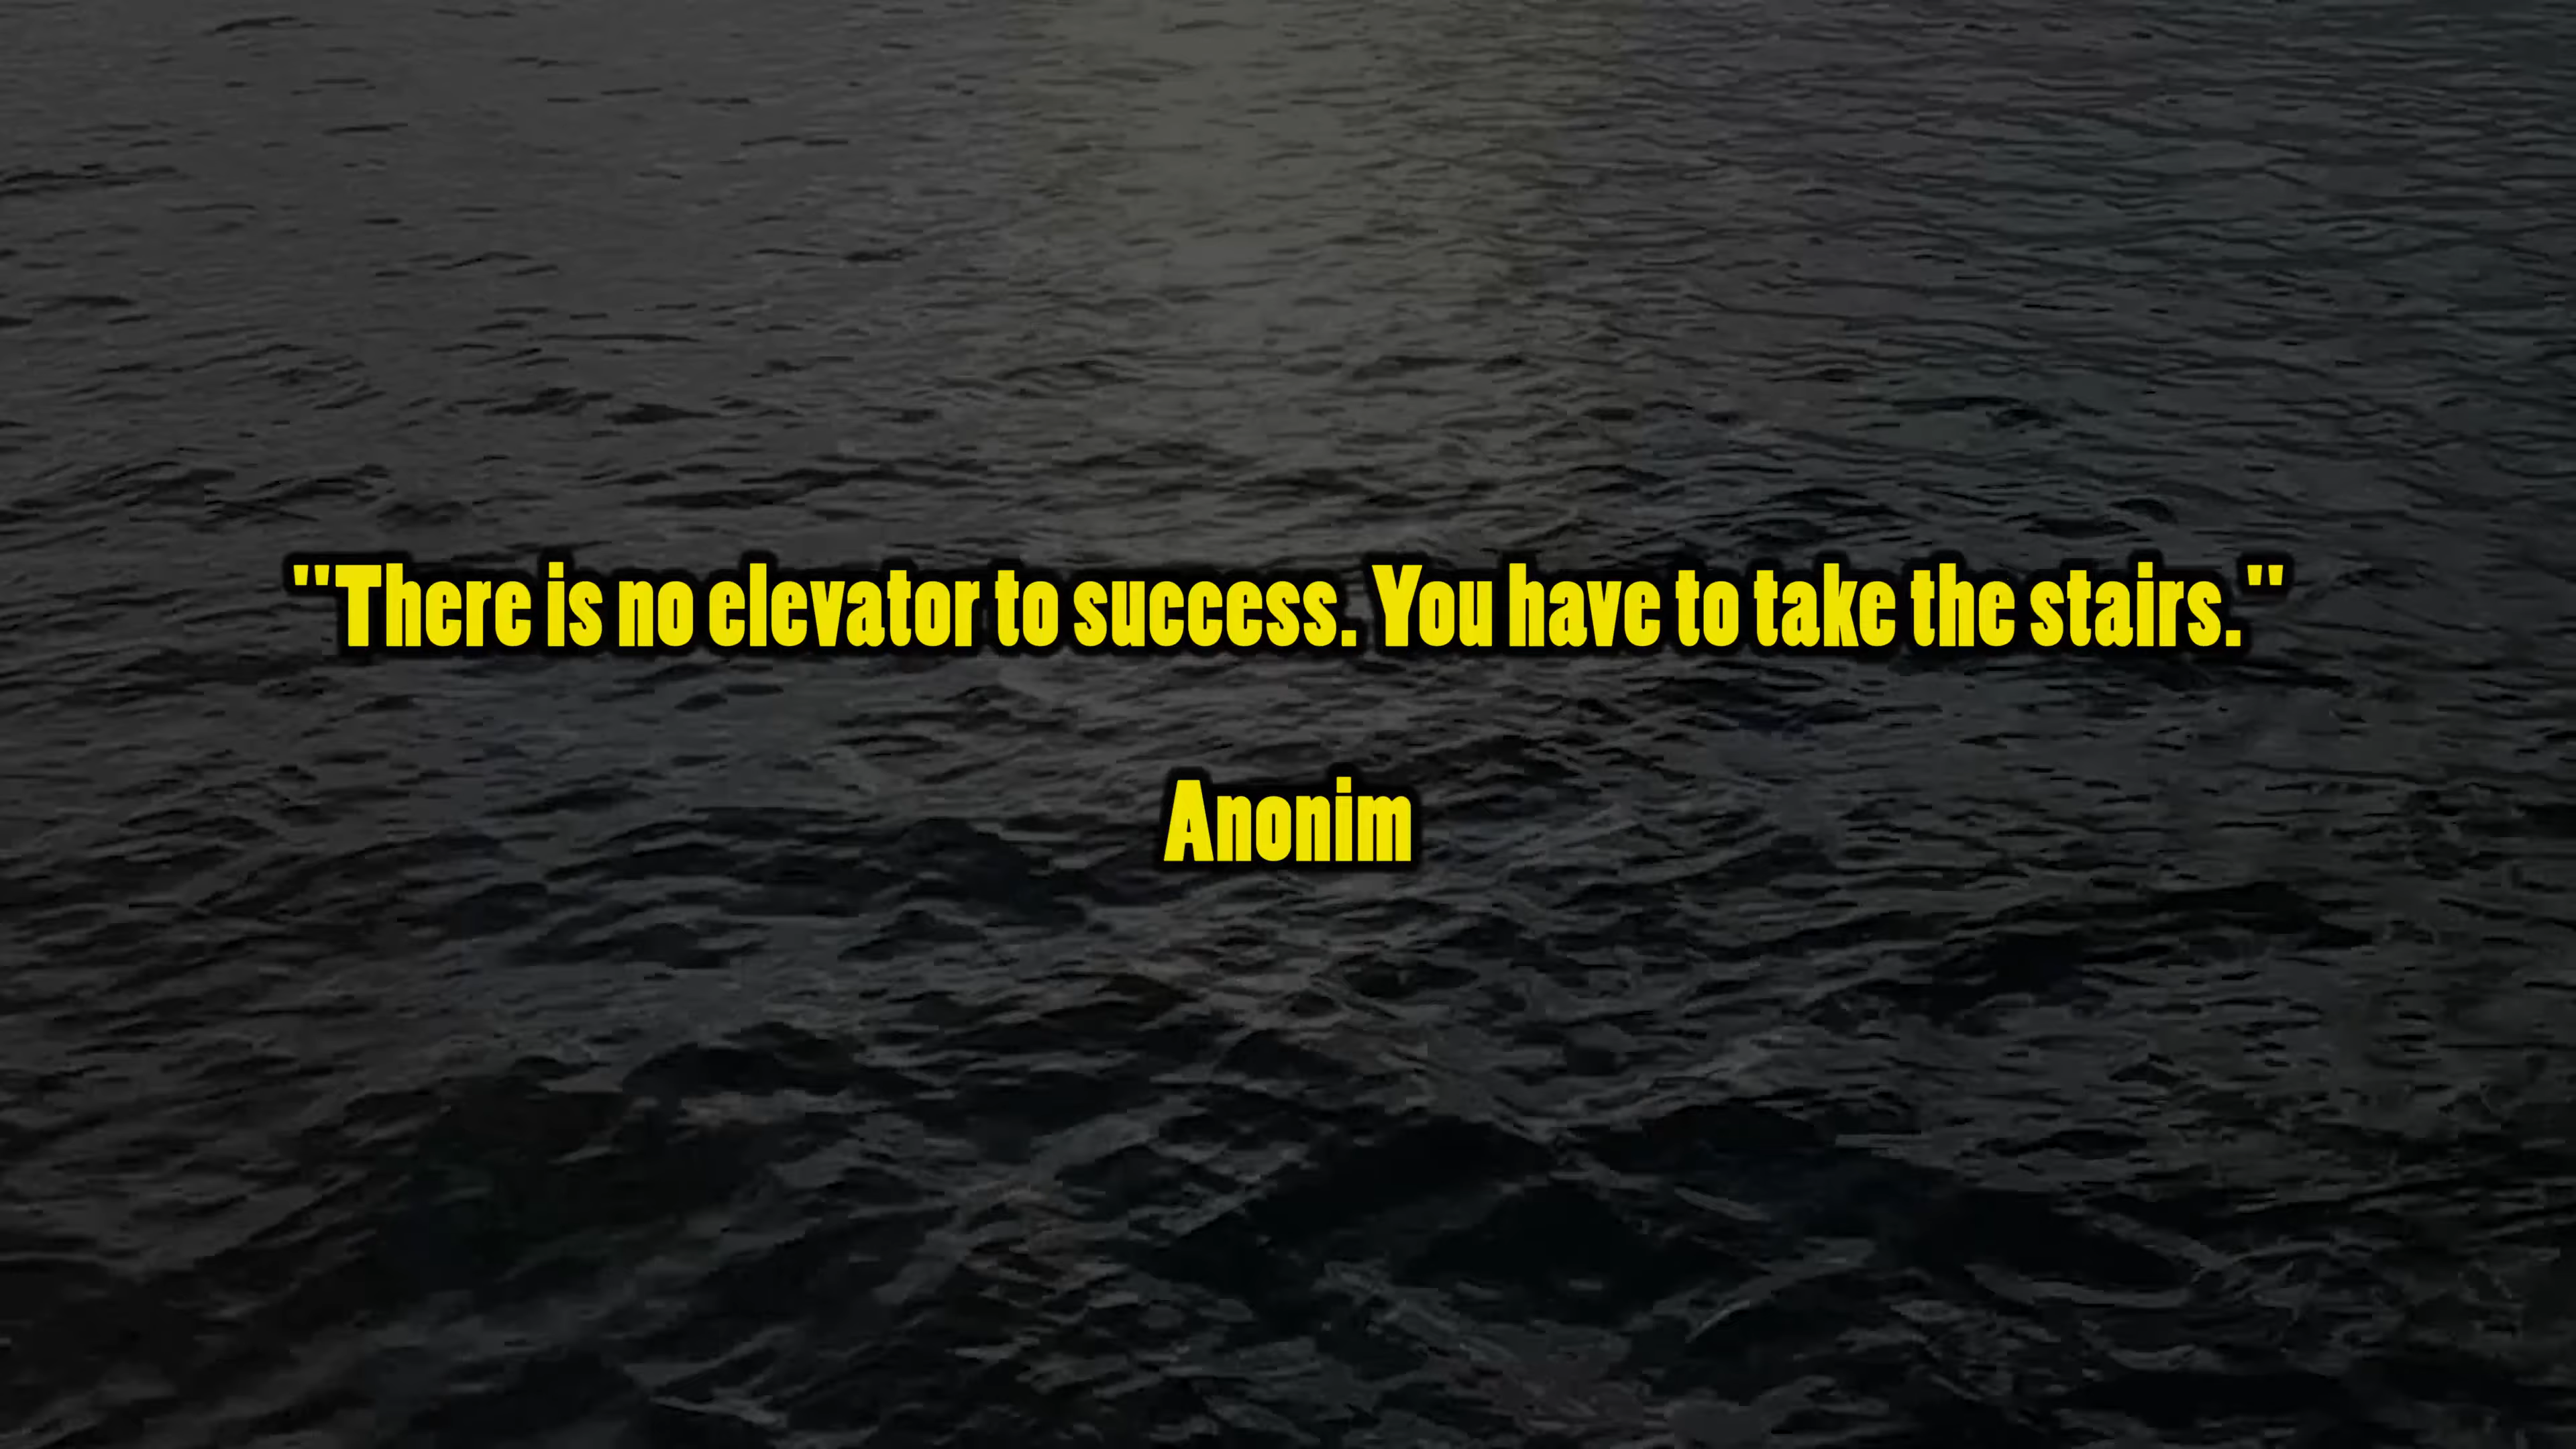 "There is no elevator to success. You have to take the stairs."
Anonim